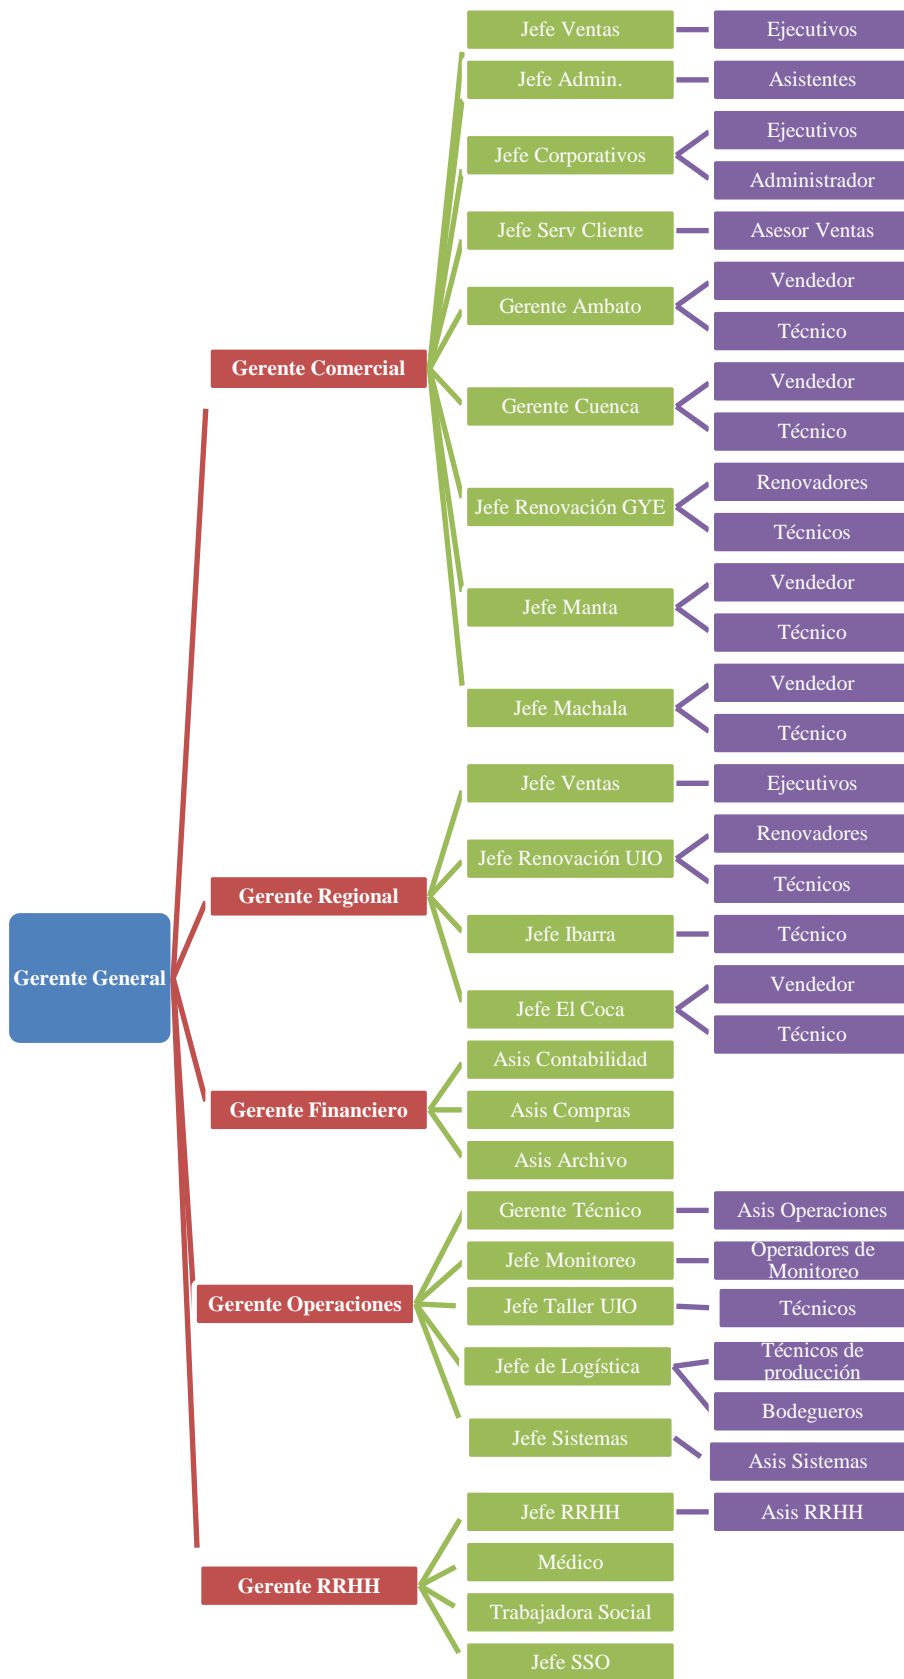 Gerente General
Gerente Comercial
Jefe Ventas
Ejecutivos
Jefe Admin.
Asistentes
Jefe Corporativos
Ejecutivos
Administrador
Jefe Serv Cliente
Asesor Ventas
Gerente Ambato
Vendedor
Técnico
Gerente Cuenca
Vendedor
Técnico
Jefe Renovación GYE
Renovadores
Técnicos
Jefe Manta
Vendedor
Técnico
Jefe Machala
Vendedor
Técnico
Gerente Regional
Jefe Ventas
Ejecutivos
Jefe Renovación UIO
Renovadores
Técnicos
Jefe Ibarra
Técnico
Jefe El Coca
Vendedor
Técnico
Gerente Financiero
Asis Contabilidad
Asis Compras
Asis Archivo
Gerente Operaciones
Gerente Técnico
Asis Operaciones
Jefe Monitoreo
Operadores de
Monitoreo
Jefe Taller UIO
Técnicos
Jefe de Logística
Técnicos de
producción
Bodegueros
Jefe Sistemas
Asis Sistemas
Gerente RRHH
Jefe RRHH
Asis RRHH
Médico
Trabajadora Social
Jefe SSO